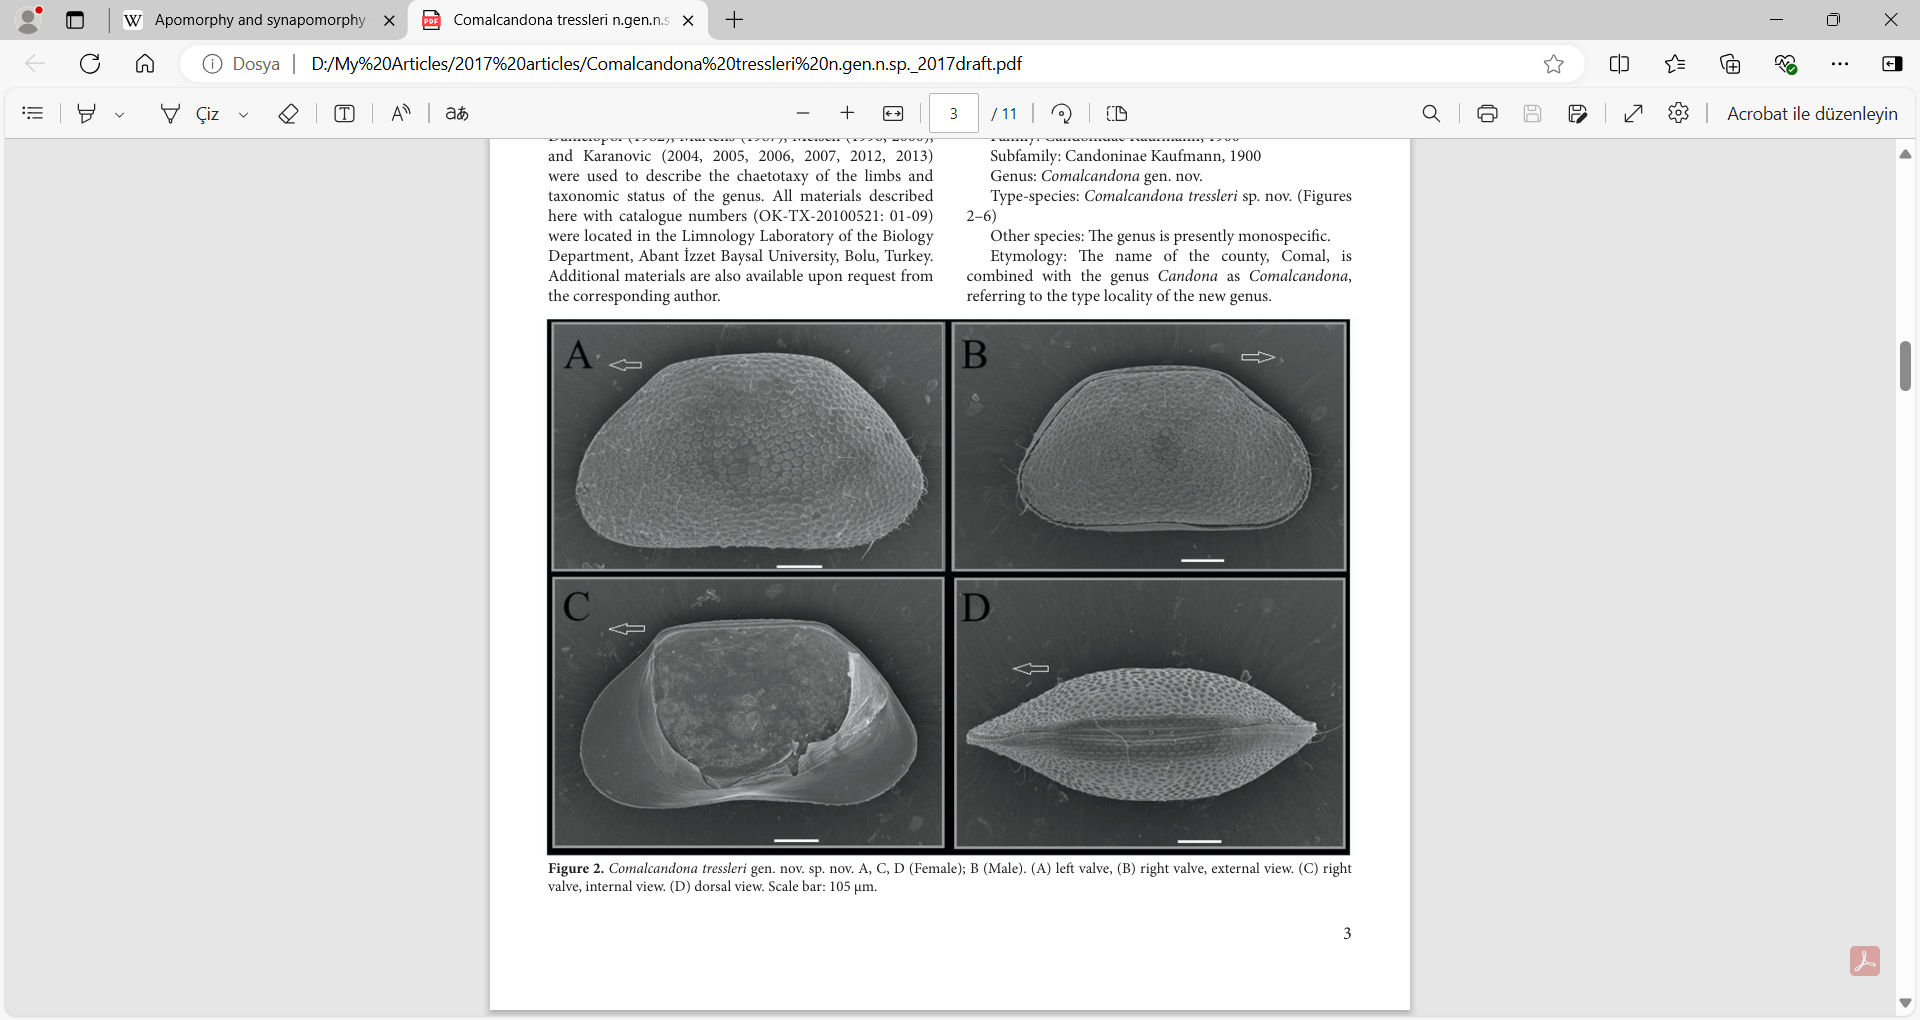 Apomorphy and synapomorphy
Comalcandona tressleri n.gen.n.s
Dosya
D:/My%20Articles/2017%20articles/Comalcandona%20tressleri%20n.gen.n.sp._2017draft.pdf
Çiz
3
/ 11
Acrobat ile düzenleyin
and Karanovic (2004, 2005, 2006, 2007, 2012, 2013)
were used to describe the chaetotaxy of the limbs and
taxonomic status of the genus. All materials described
here with catalogue numbers (OK-TX-20100521: 01-09)
were located in the Limnology Laboratory of the Biology
Department, Abant İzzet Baysal University, Bolu, Turkey.
Additional materials are also available upon request from
the corresponding author.
Subfamily: Candoninae Kaufmann, 1900
Genus: Comalcandona gen. nov.
Type-species: Comalcandona tressleri sp. nov. (Figures
2–6)
Other species: The genus is presently monospecific.
Etymology: The name of the county, Comal, is
combined with the genus Candona as Comalcandona,
referring to the type locality of the new genus.
A
B
C
D
Figure 2. Comalcandona tressleri gen. nov. sp. nov. A, C, D (Female); B (Male). (A) left valve, (B) right valve, external view. (C) right
valve, internal view. (D) dorsal view. Scale bar: 105 µm.
3